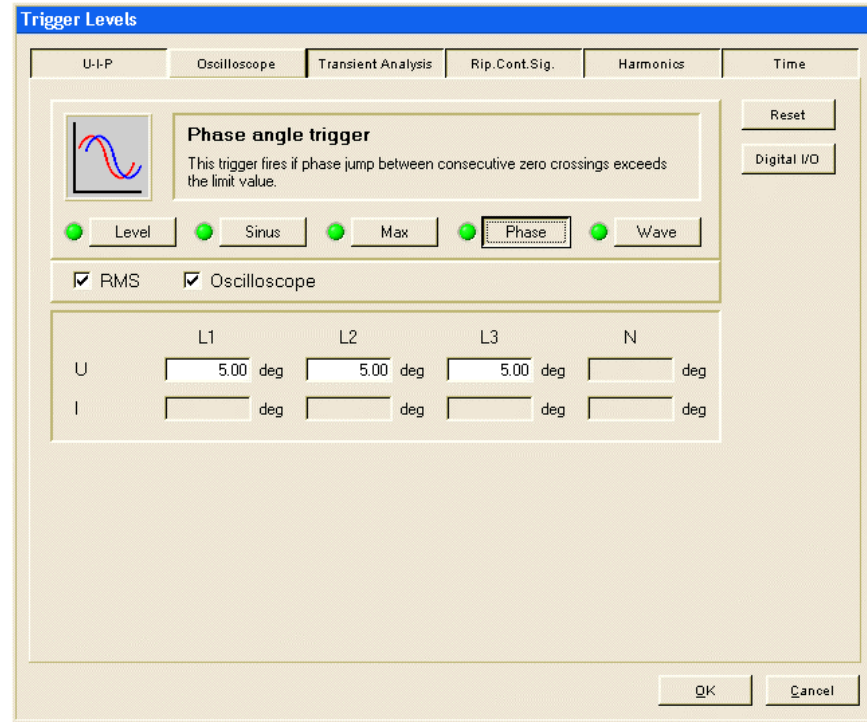 Trigger Levels
U-I-P Oscilloscope Transient Analysis Rip.Cont.Sig. Harmonics Time
Phase angle trigger
This trigger fires if phase jump between consecutive zero crossings exceeds
the limit value.
Reset
Digital I/O
Level Sinus Max Phase Wave
RMS Oscilloscope
L1 L2 L3 N
U 5.00 deg 5.00 deg 5.00 deg deg
I deg deg deg deg
OK Cancel